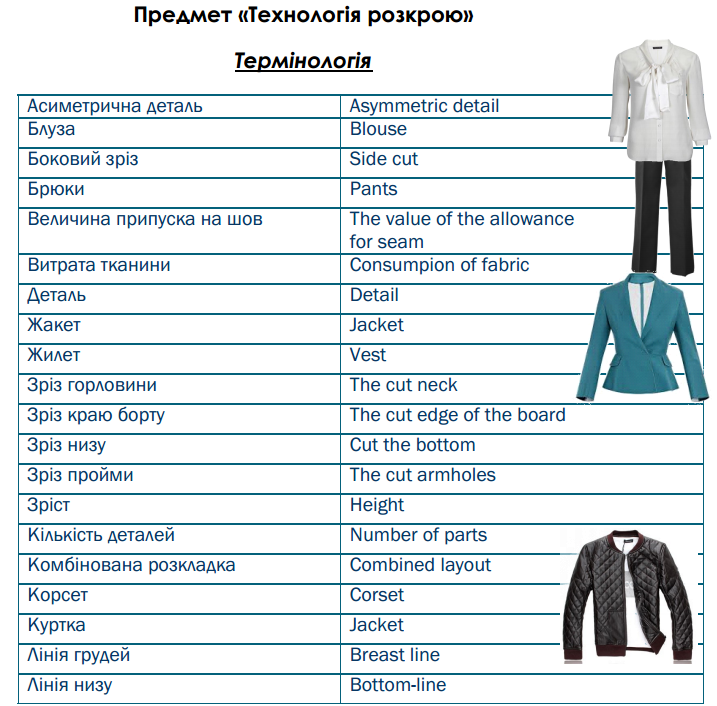 Предмет «Технологія розкрою»
Термінологія
Асиметрична деталь Asymmetric detail
Блуза Blouse
Боковий зріз Side cut
Брюки Pants
Величина припуска на шов The value of the allowance
for seam
Витрата тканини Consumpion of fabric
Деталь Detail
Жакет Jacket
Жилет Vest
Зріз горловини The cut neck
Зріз краю борту The cut edge of the board
Зріз низу Cut the bottom
Зріз пройми The cut armholes
Зріст Height
Кількість деталей Number of parts
Комбінована розкладка Combined layout
Корсет Corset
Куртка Jacket
Лінія грудей Breast line
Лінія низу Bottom-line